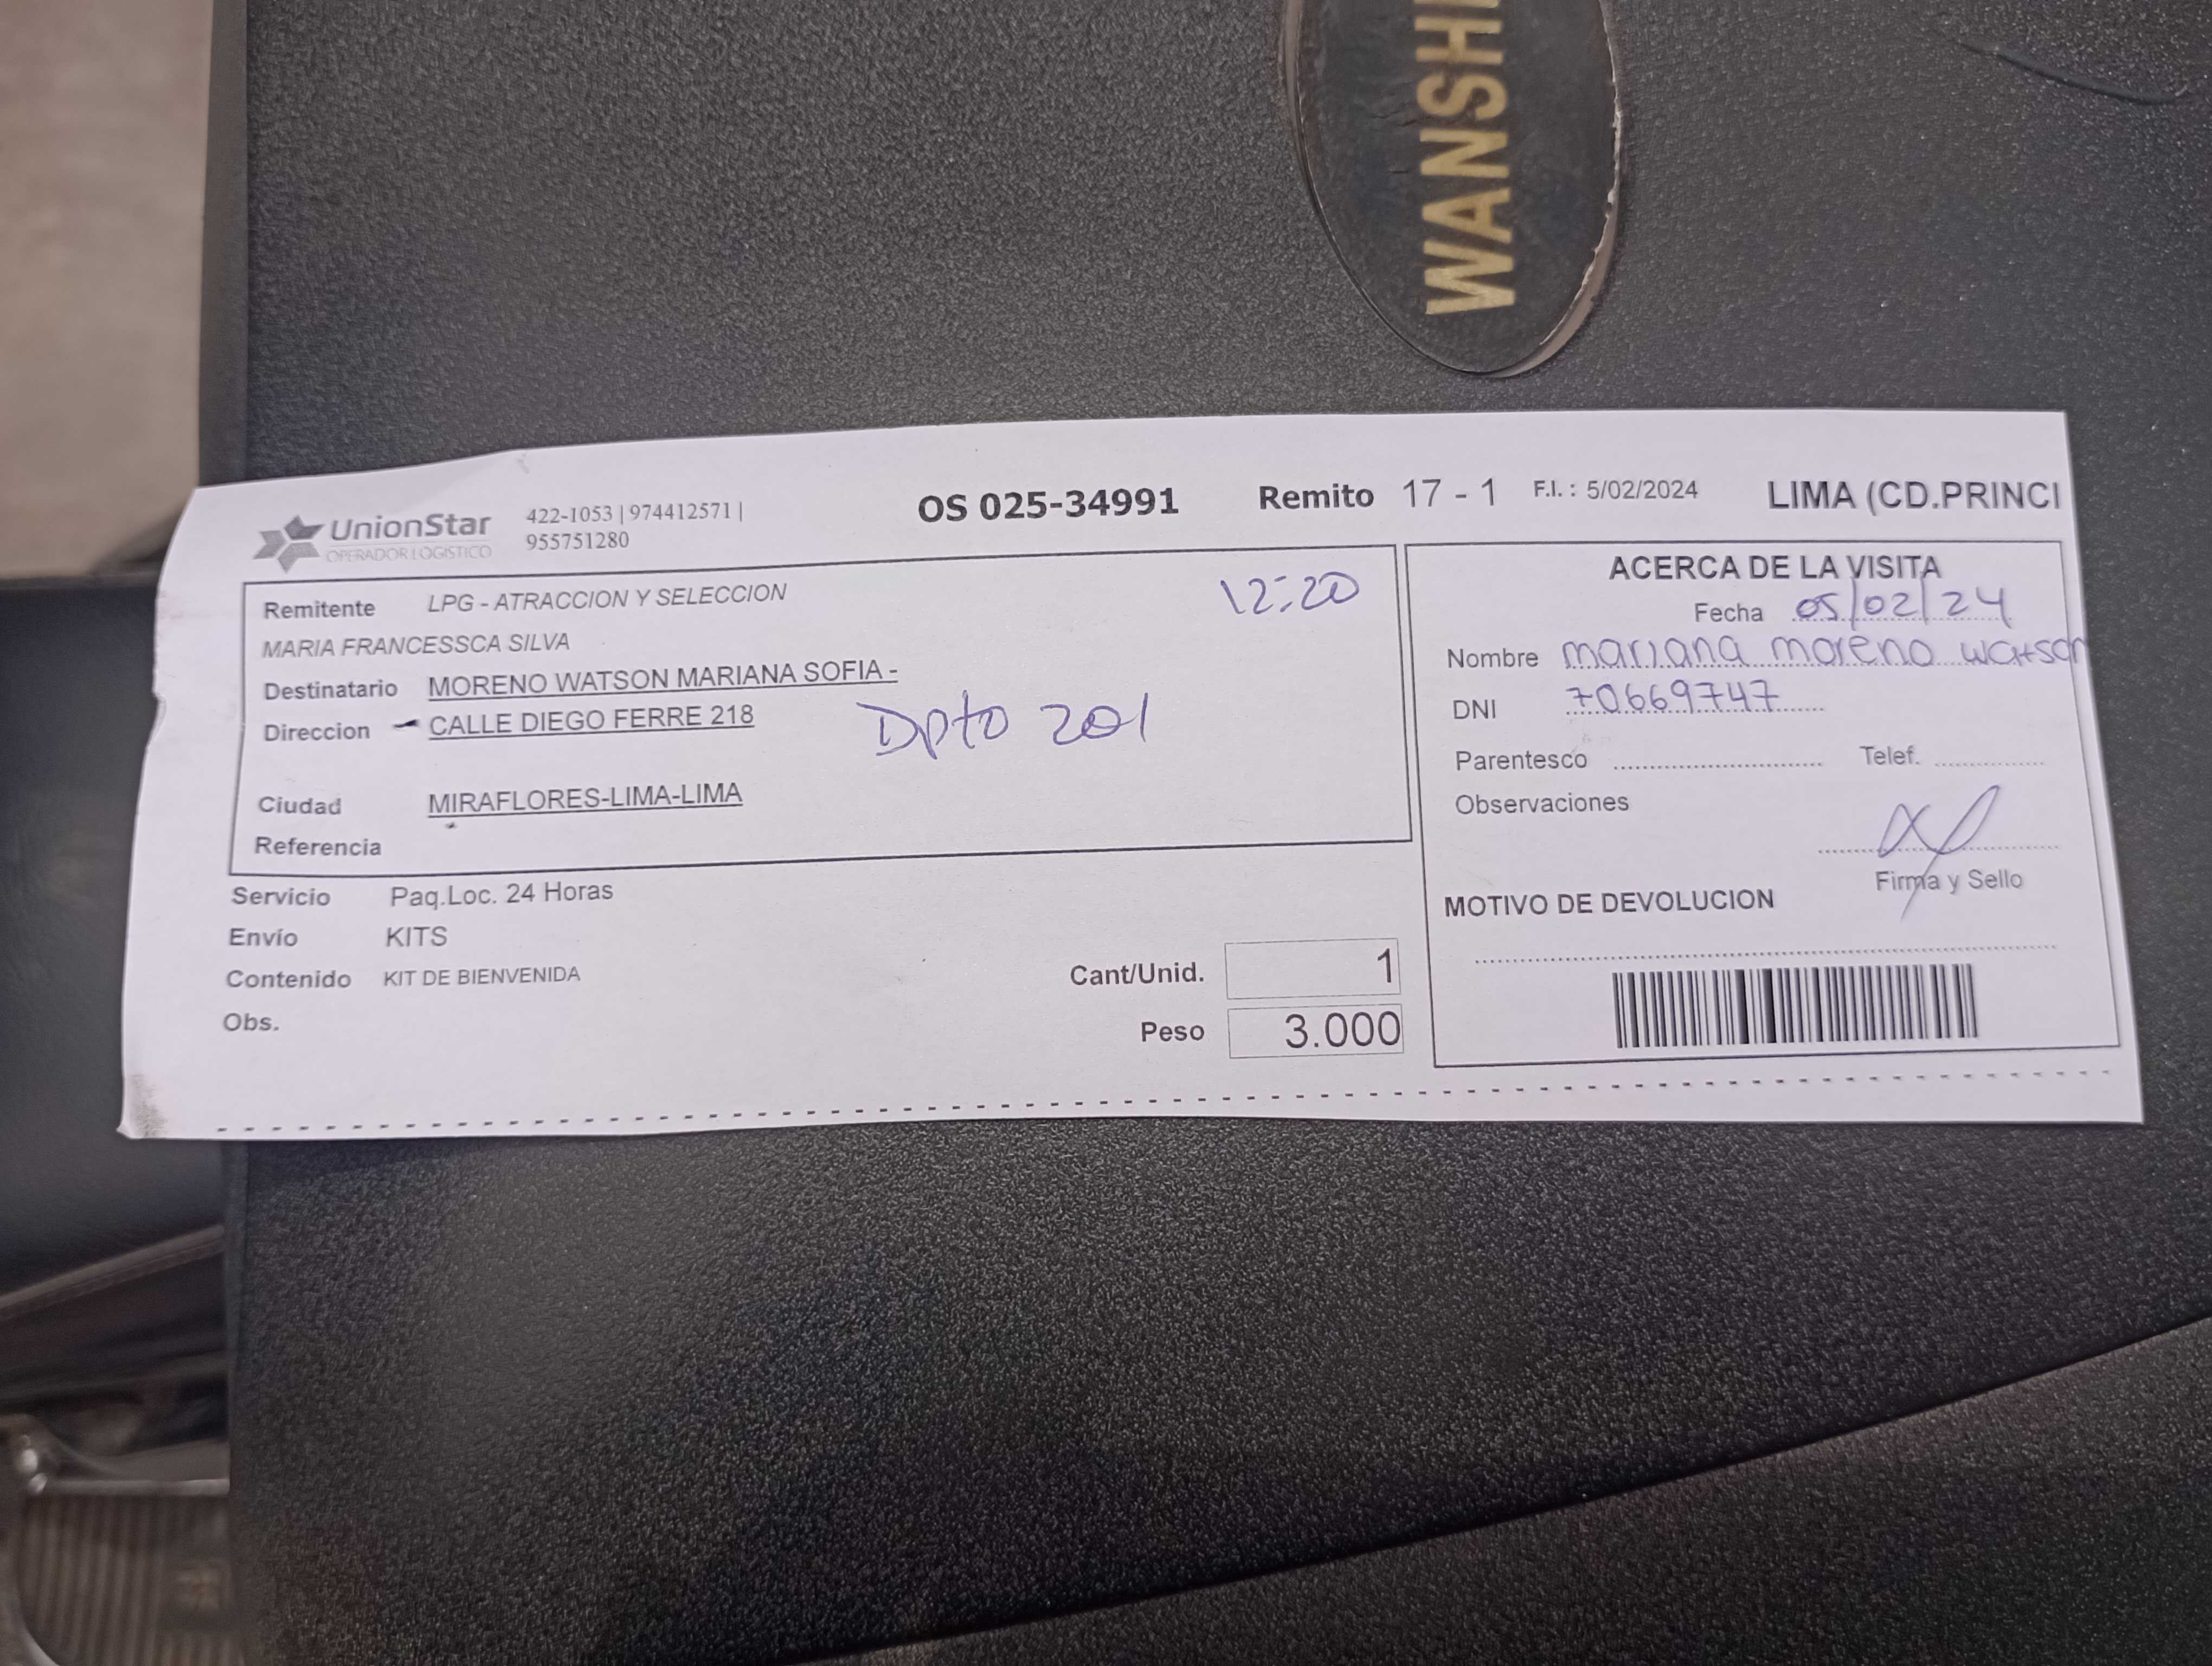 WANSHI
UnionStar
OPERADOR LOGISTICO
422-1053 | 974412571 |
955751280
OS 025-34991
Remito 17 - 1
F.I. : 5/02/2024
LIMA (CD.PRINCI
Remitente LPG - ATRACCION Y SELECCION
12:20
MARIA FRANCESSCA SILVA
Destinatario MORENO WATSON MARIANA SOFIA -
Direccion CALLE DIEGO FERRE 218
Dpto 201
Ciudad MIRAFLORES-LIMA-LIMA
Referencia
Servicio Paq.Loc. 24 Horas
Envío KITS
Contenido KIT DE BIENVENIDA
Obs.
Cant/Unid. 1
Peso 3.000
ACERCA DE LA VISITA
Fecha 05/02/24
Nombre mariana moreno watson
DNI 70669747
Parentesco Telef.
Observaciones
Firma y Sello
MOTIVO DE DEVOLUCION